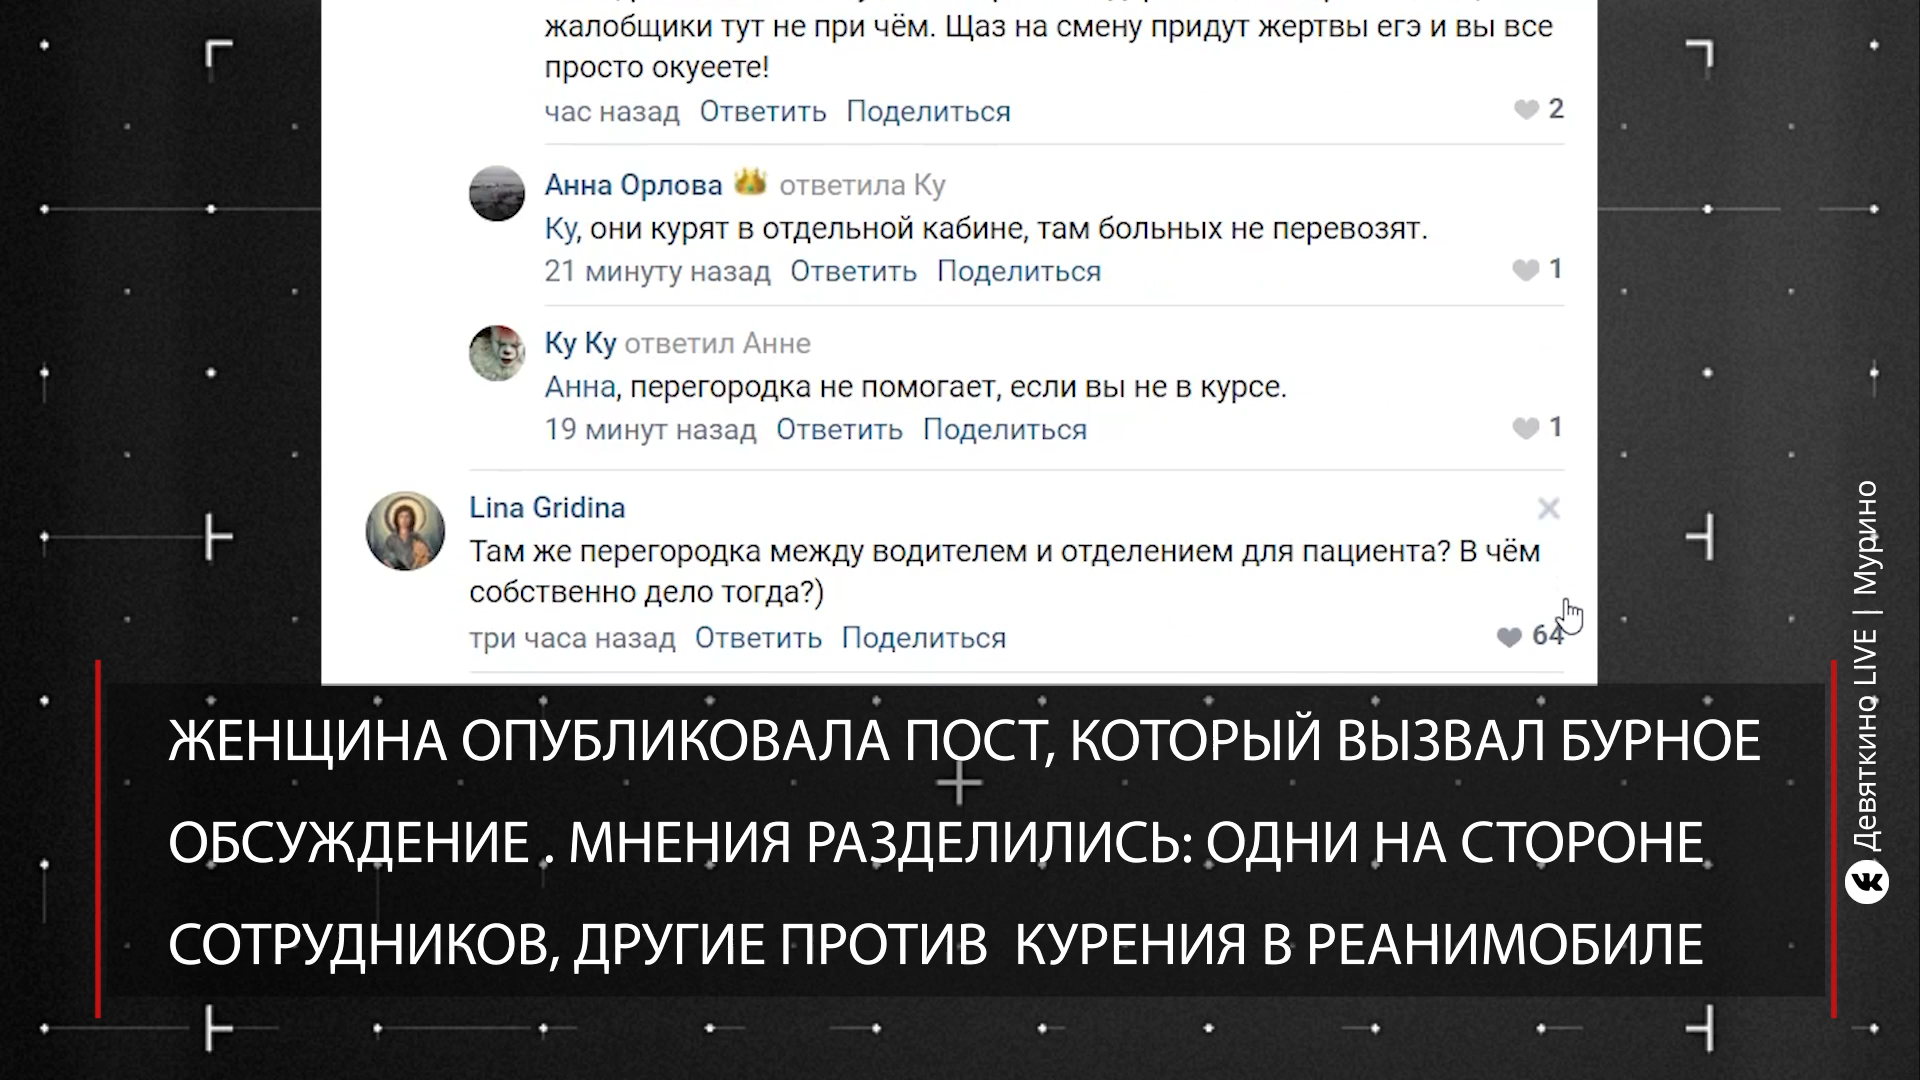 жалобщики тут не при чём. Щаз на смену придут жертвы егэ и вы все
просто окуеете!
час назад Ответить Поделиться 2
Анна Орлова ответила Ку
Ку, они курят в отдельной кабине, там больных не перевозят.
21 минуту назад Ответить Поделиться 1
Ку Ку ответил Анне
Анна, перегородка не помогает, если вы не в курсе.
19 минут назад Ответить Поделиться 1
Lina Gridina
Там же перегородка между водителем и отделением для пациента? В чём
собственно дело тогда?)
три часа назад Ответить Поделиться 64
ЖЕНЩИНА ОПУБЛИКОВАЛА ПОСТ, КОТОРЫЙ ВЫЗВАЛ БУРНОЕ
ОБСУЖДЕНИЕ . МНЕНИЯ РАЗДЕЛИЛИСЬ: ОДНИ НА СТОРОНЕ
СОТРУДНИКОВ, ДРУГИЕ ПРОТИВ КУРЕНИЯ В РЕАНИМОБИЛЕ
Девяткино LIVE | Мурино